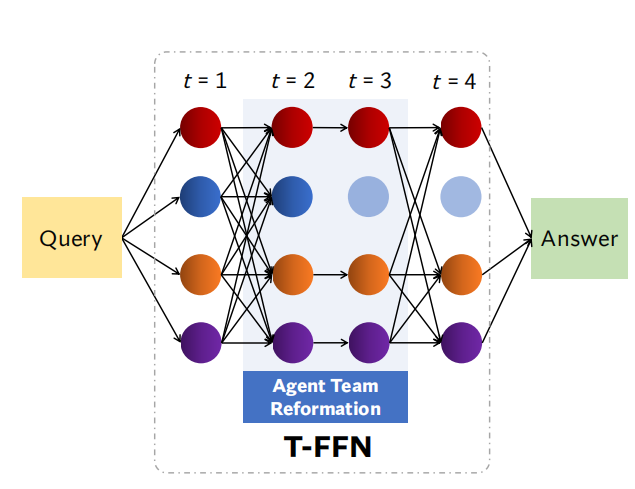 t = 1
t = 2
t = 3
t = 4
Query
Answer
Agent Team
Reformation
T-FFN